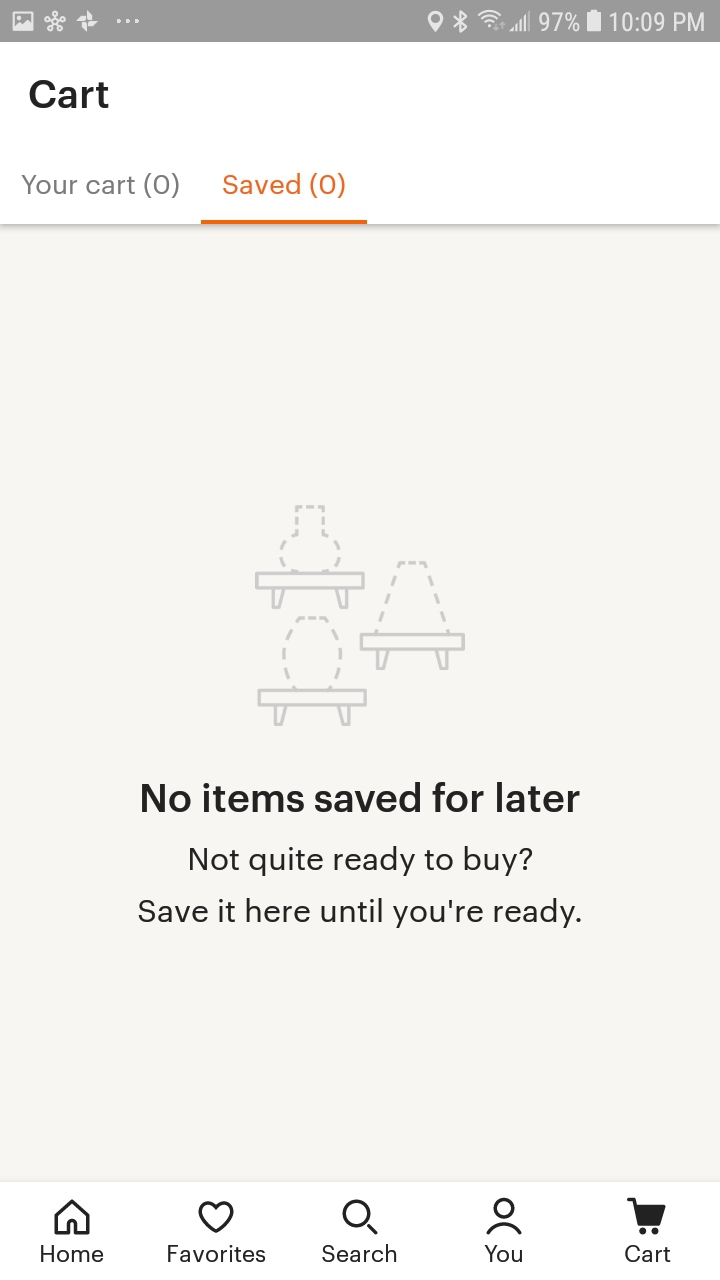 97% 10:09 PM
Cart
Your cart (0) Saved (0)
No items saved for later
Not quite ready to buy?
Save it here until you're ready.
Home Favorites Search You Cart